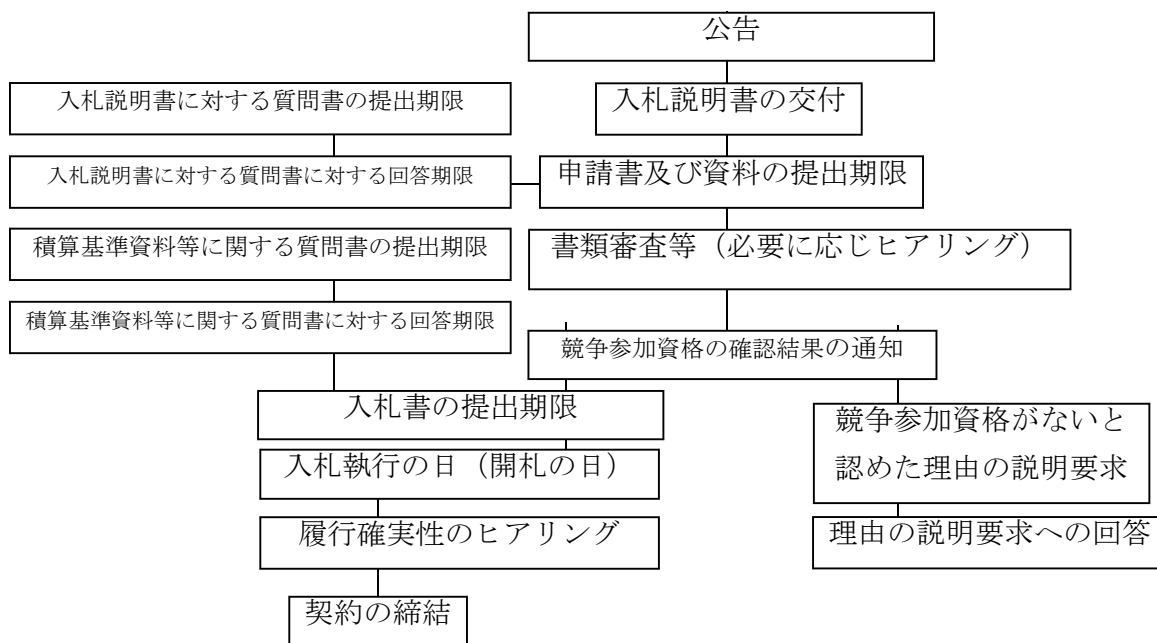 公告
入札説明書に対する質問書の提出期限
入札説明書の交付
入札説明書に対する質問書に対する回答期限
申請書及び資料の提出期限
積算基準資料等に関する質問書の提出期限
書類審査等（必要に応じヒアリング）
積算基準資料等に関する質問書に対する回答期限
競争参加資格の確認結果の通知
入札書の提出期限
競争参加資格がないと
認めた理由の説明要求
入札執行の日（開札の日）
履行確実性のヒアリング
理由の説明要求への回答
契約の締結